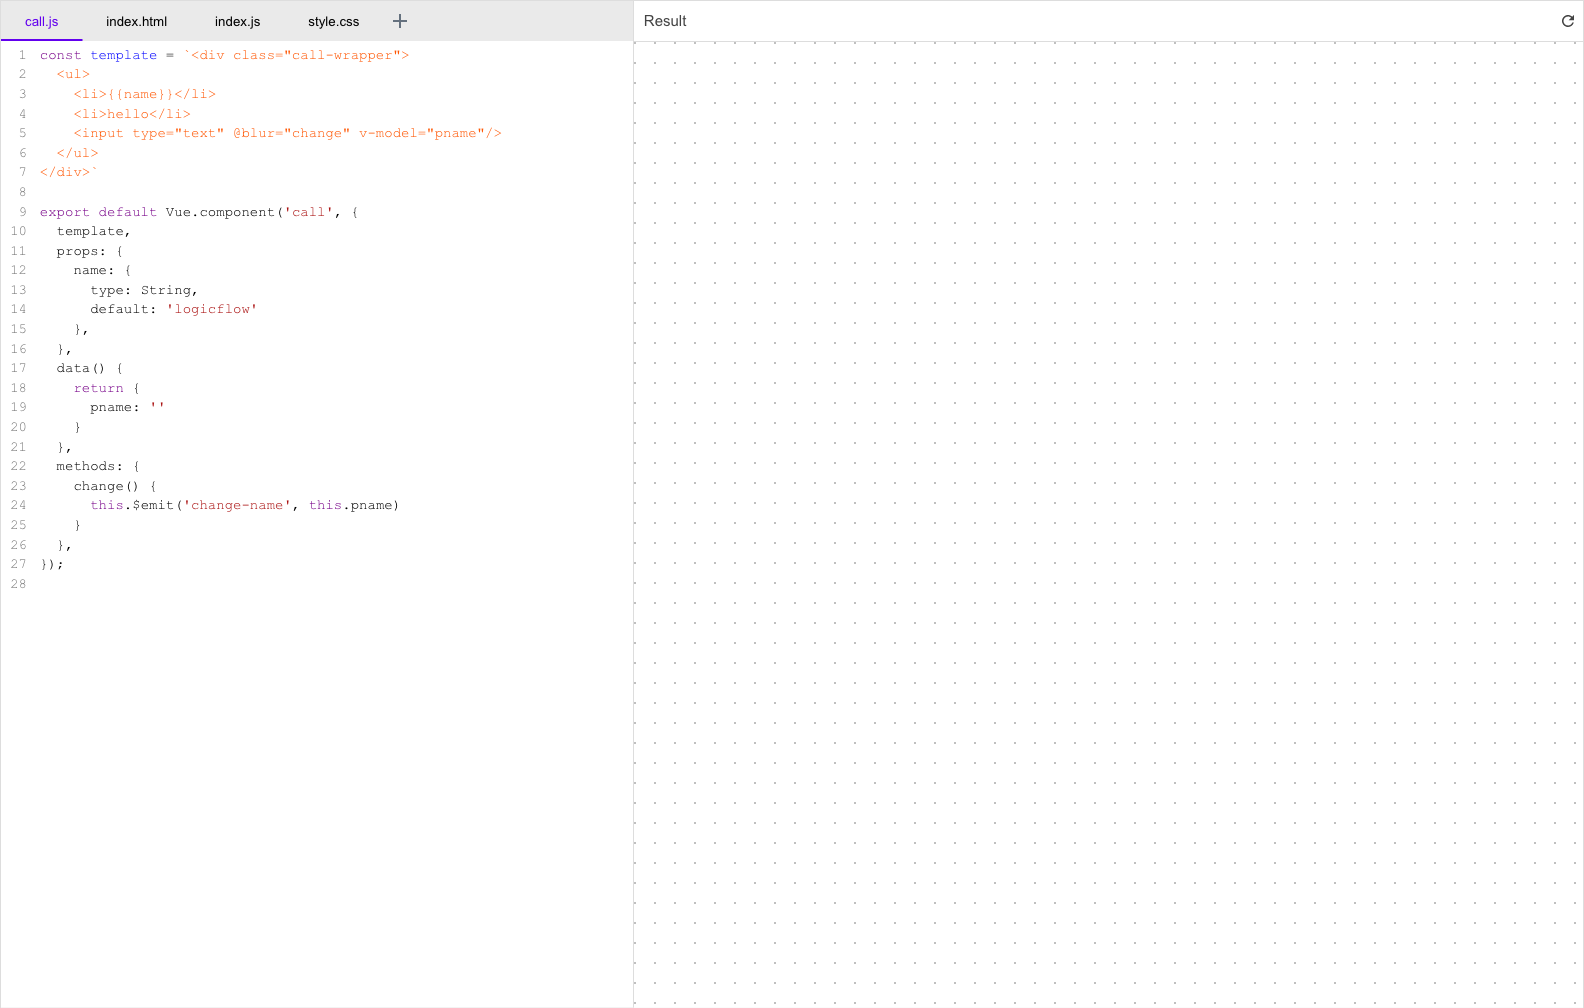 call.js index.html index.js style.css +
Result
1 const template = `<div class="call-wrapper">
2   <ul>
3     <li>{{name}}</li>
4     <li>hello</li>
5     <input type="text" @blur="change" v-model="pname"/>
6   </ul>
7 </div>`
8
9 export default Vue.component('call', {
10   template,
11   props: {
12     name: {
13       type: String,
14       default: 'logicflow'
15     },
16   },
17   data() {
18     return {
19       pname: ''
20     }
21   },
22   methods: {
23     change() {
24       this.$emit('change-name', this.pname)
25     }
26   },
27 });
28